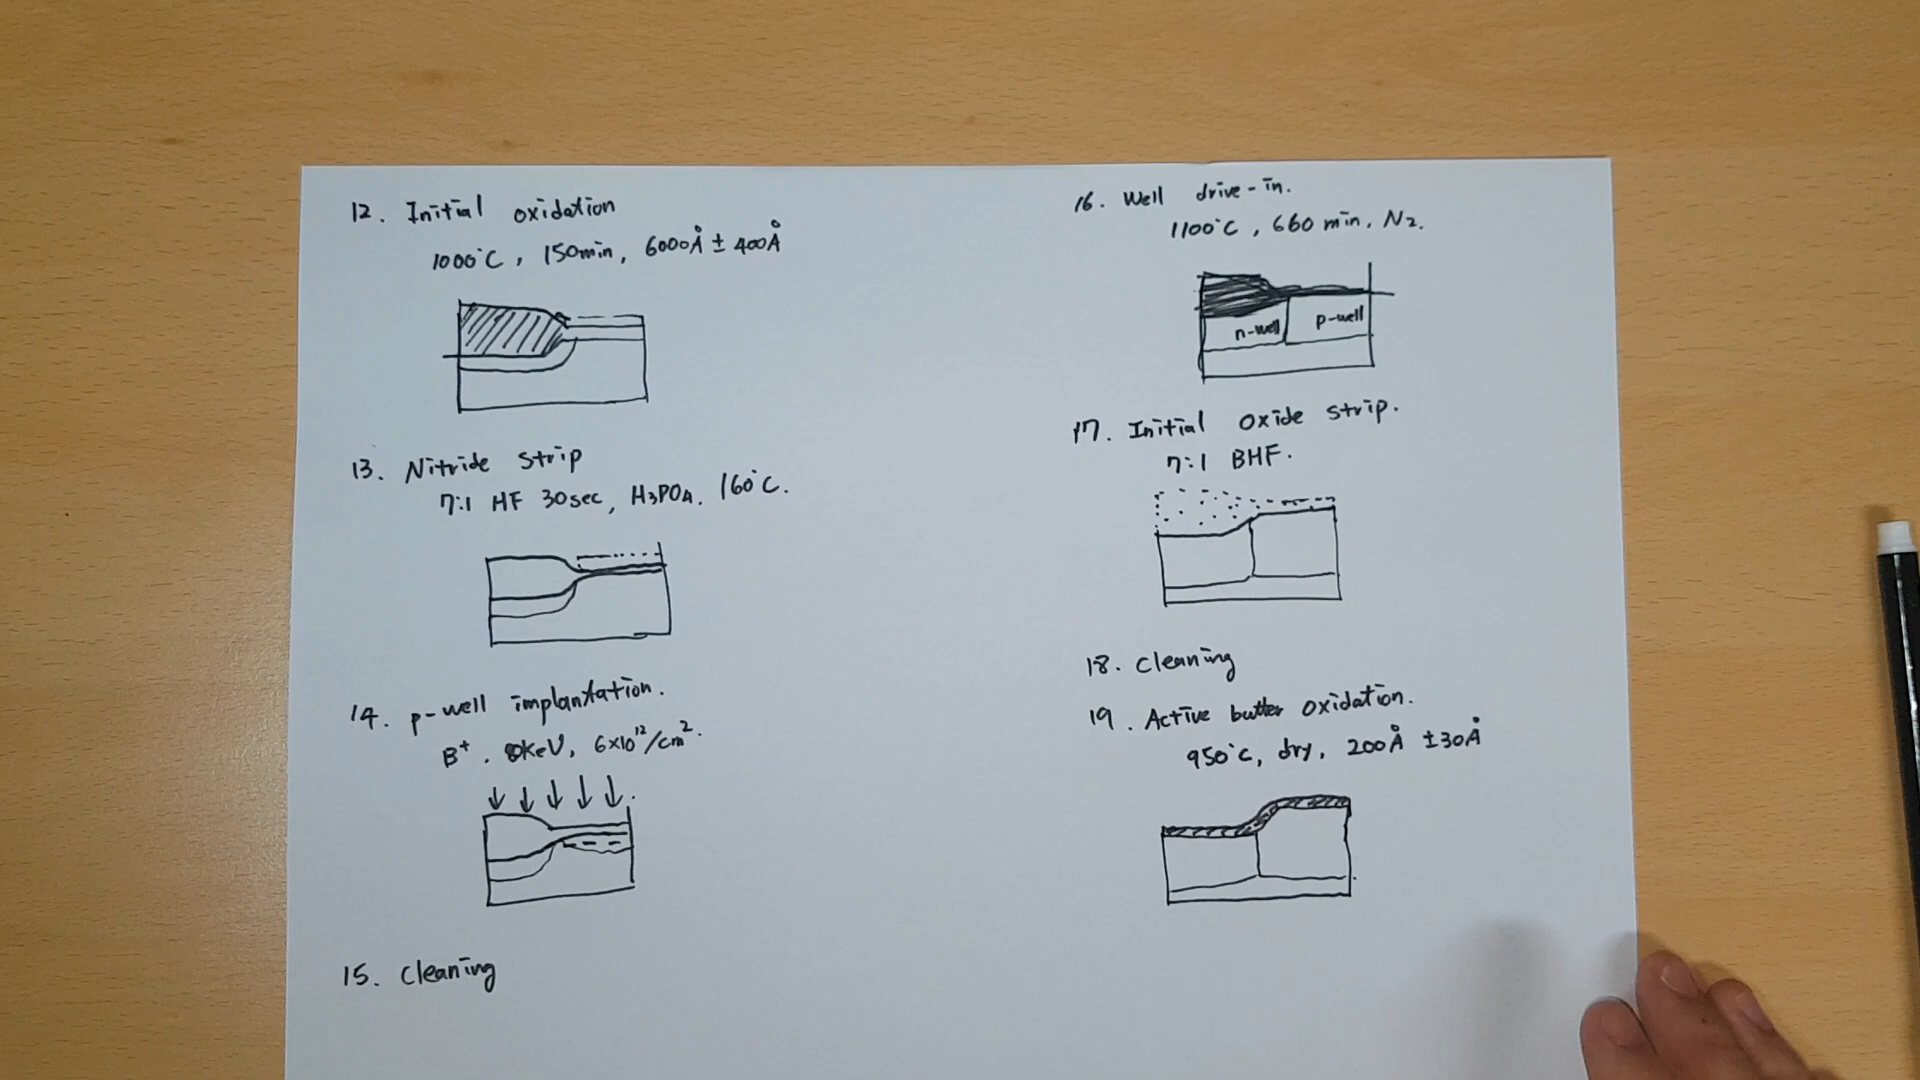 12. Initial oxidation
1000°C, 150min, 6000Å ± 400Å
13. Nitride strip
7:1 HF 30sec, H3PO4. 160°C.
14. p-well implantation.
B+. 80keV, 6×10^12/cm^2.
15. cleaning
16. Well drive-in.
1100°C, 660 min, N2.
n-well p-well
17. Initial oxide strip.
7:1 BHF.
18. cleaning
19. Active oxidation.
950°C, dry, 200Å ±30Å